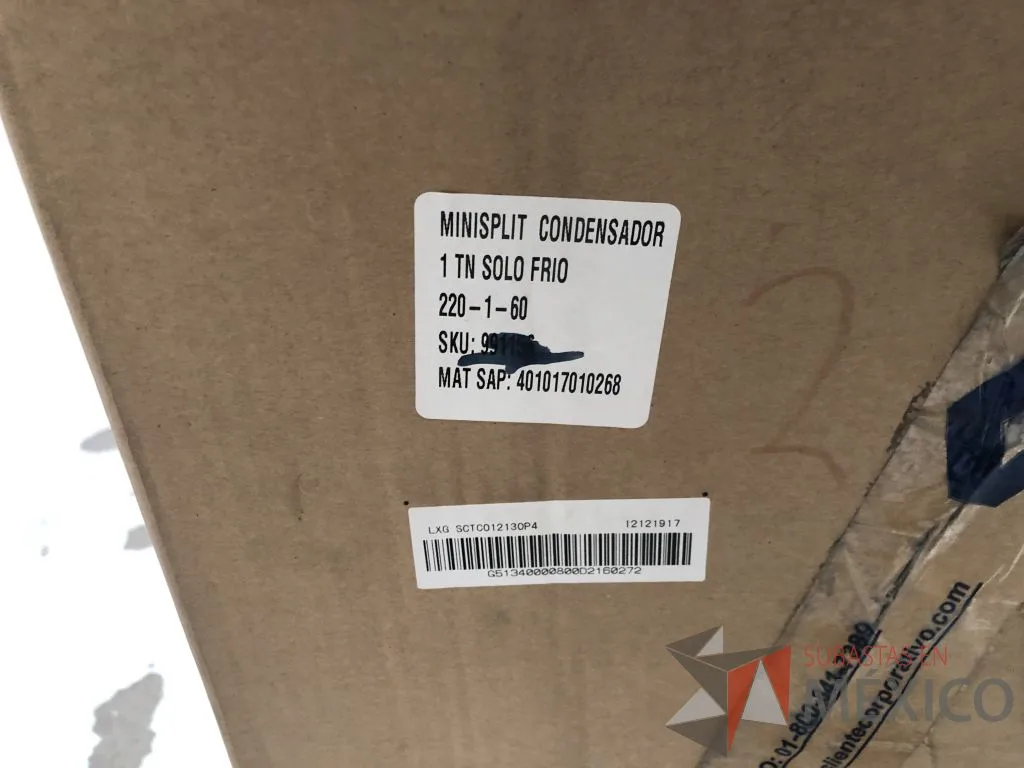 MINISPLIT CONDENSADOR
1 TN SOLO FRIO
220-1-60
SKU:
MAT SAP: 401017010268
2
LXG SCTC012130P4 I2121917
G51340000800D2160272
SUBASTAS EN
MÉXICO